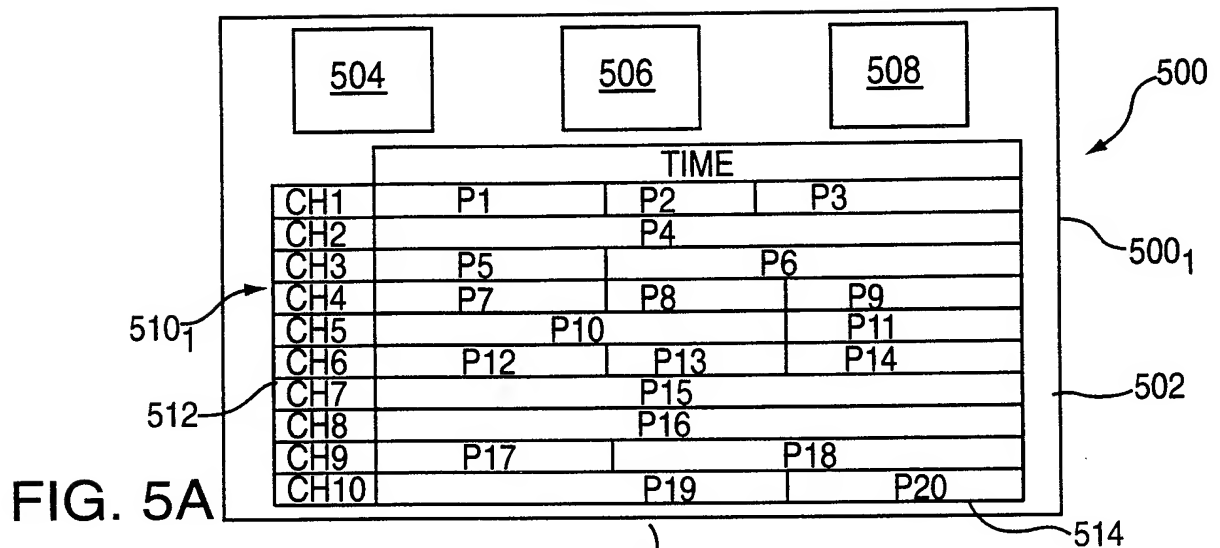 504 506 508
500
TIME
CH1 P1 P2 P3
CH2 P4
500₁
CH3 P5 P6
CH4 P7 P8 P9
510₁
CH5 P10 P11
CH6 P12 P13 P14
CH7 P15
502
512
CH8 P16
CH9 P17 P18
CH10 P19 P20
FIG. 5A
514